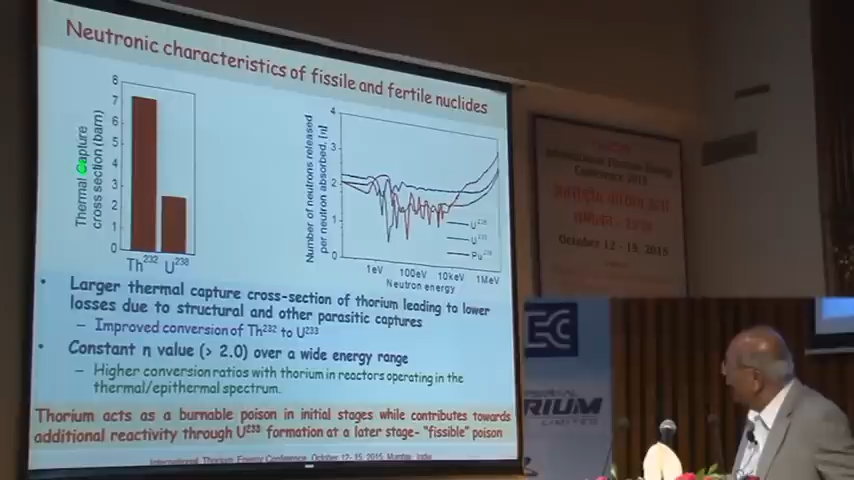 Neutronic characteristics of fissile and fertile nuclides
8
7
6
5
4
3
2
1
0
Thermal Capture
cross section (barn)
Th²³² U²³⁸
4
3
2
1
0
Number of neutrons released
per neutron absorbed, [η]
U²³⁵
Pu²³⁹
1eV 100eV 10keV 1MeV
Neutron energy
• Larger thermal capture cross-section of thorium leading to lower
losses due to structural and other parasitic captures
– Improved conversion of Th²³² to U²³³
• Constant η value (> 2.0) over a wide energy range
– Higher conversion ratios with thorium in reactors operating in the
thermal/epithermal spectrum.
Thorium acts as a burnable poison in initial stages while contributes towards
additional reactivity through U²³³ formation at a later stage- "fissible" poison
International Thorium Energy Conference October 12-15, 2015, Mumbai, India
International Thorium Energy
Conference 2015
October 12 - 15, 2015
EC
RIUM
LIMITED